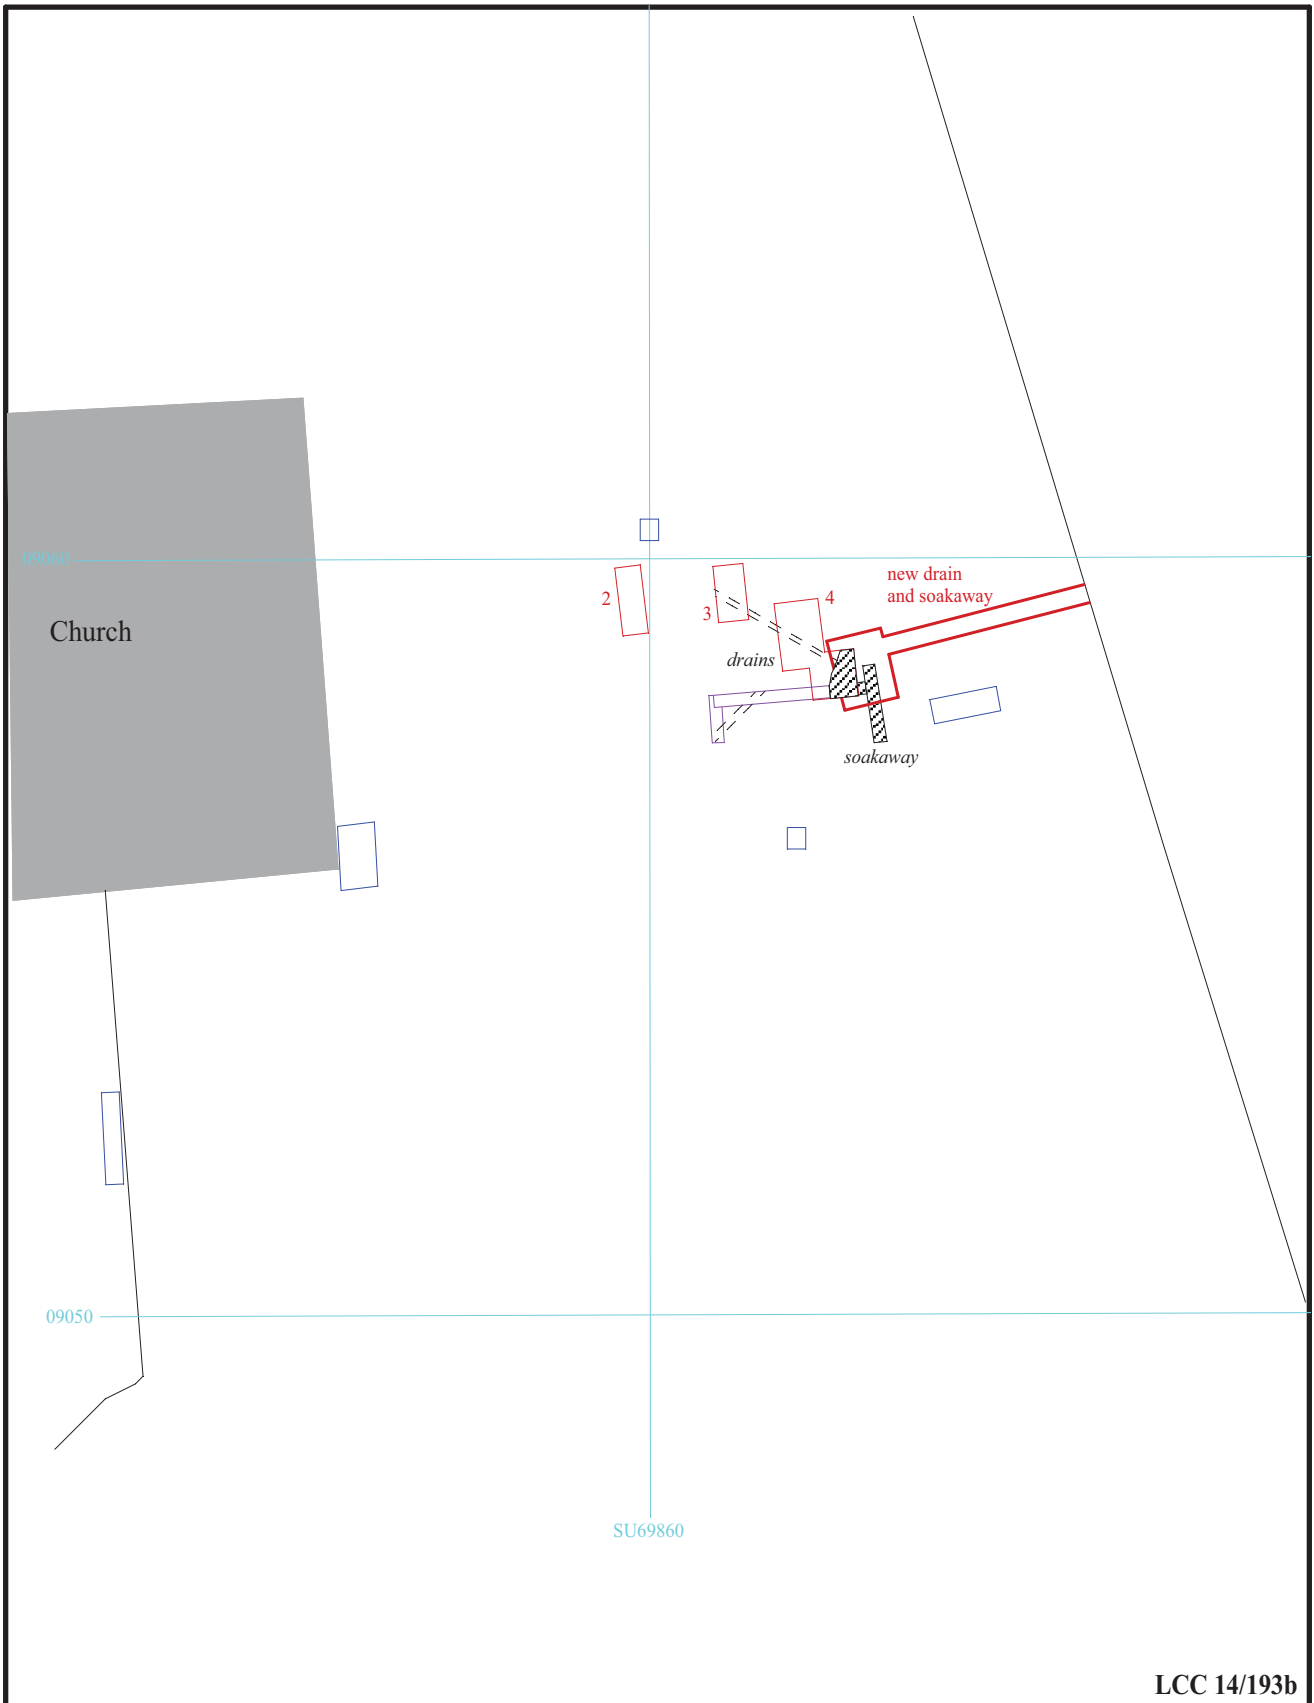 09060
Church
2
3
4
new drain
and soakaway
drains
soakaway
09050
SU69860
LCC 14/193b